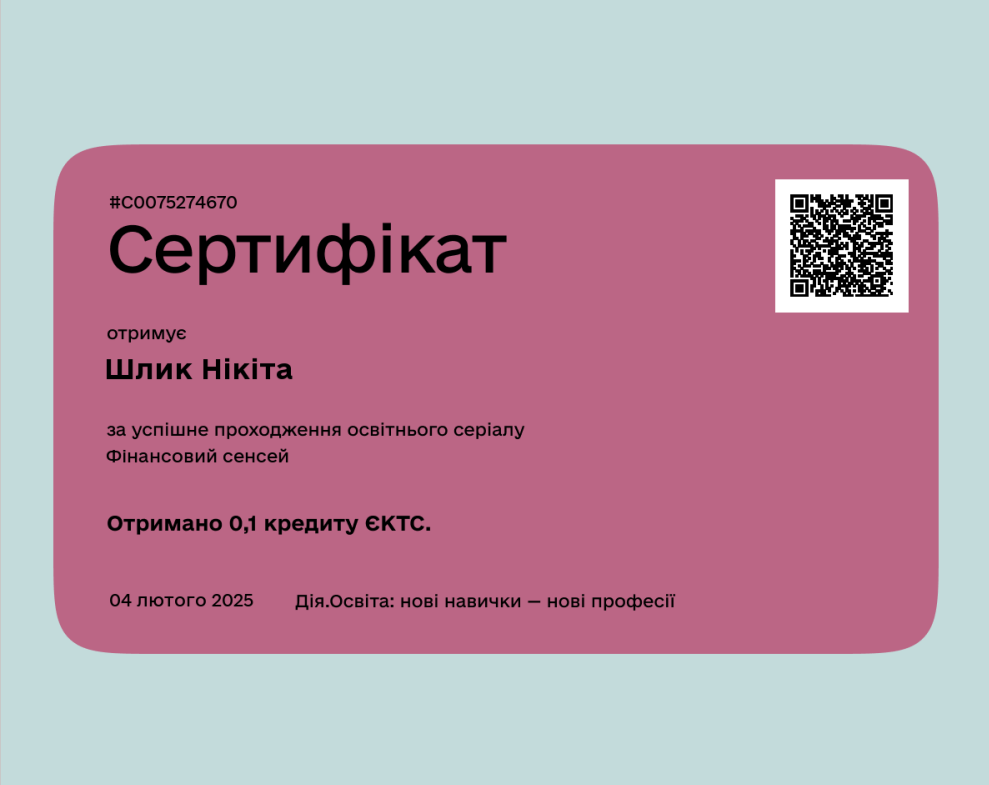 #C0075274670
Сертифікат
отримує
Шлик Нікіта
за успішне проходження освітнього серіалу
Фінансовий сенсей
Отримано 0,1 кредиту ЄКТС.
04 лютого 2025 Дія.Освіта: нові навички — нові професії